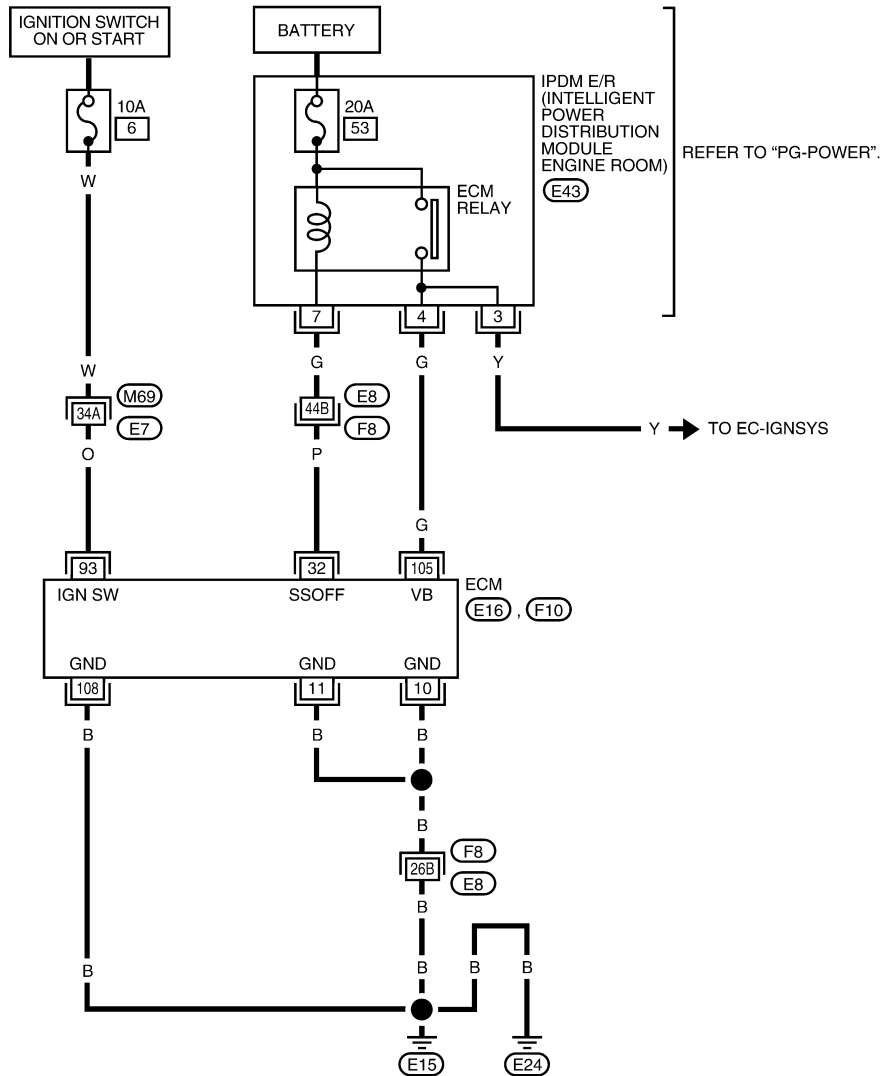 IGNITION SWITCH
ON OR START
BATTERY
10A
6
20A
53
IPDM E/R
(INTELLIGENT
POWER
DISTRIBUTION
MODULE
ENGINE ROOM)
E43
REFER TO “PG-POWER”.
ECM
RELAY
W
7
4
3
G
G
Y
W
34A
M69
E7
44B
E8
F8
Y
TO EC-IGNSYS
O
P
G
93
32
105
IGN SW
SSOFF
VB
ECM
E16 , F10
GND
GND
GND
108
11
10
B
B
B
B
26B
F8
E8
B
B
B
B
B
E15
E24